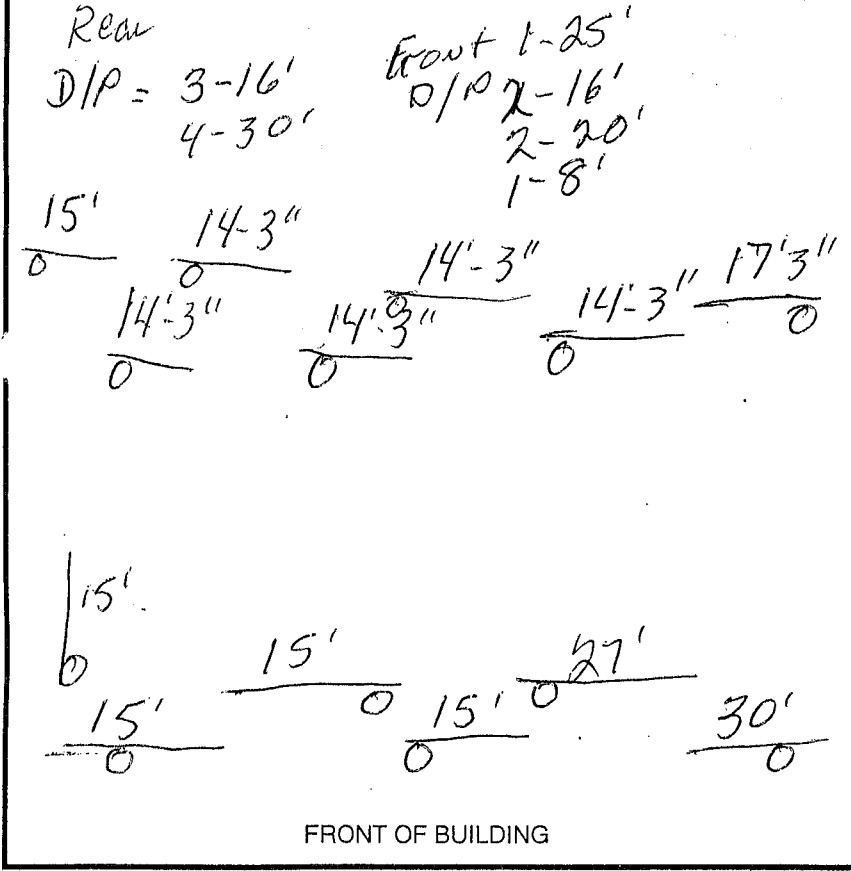 Rear
D/P = 3-16'
4-30'
Front 1-25'
D/P 2-16'
2-20'
1-8'
15' 14-3" 14'-3" 17'3"
14'-3" 14'-3" 14'-3"
15'.
15' 27'
15' 15' 30'
FRONT OF BUILDING